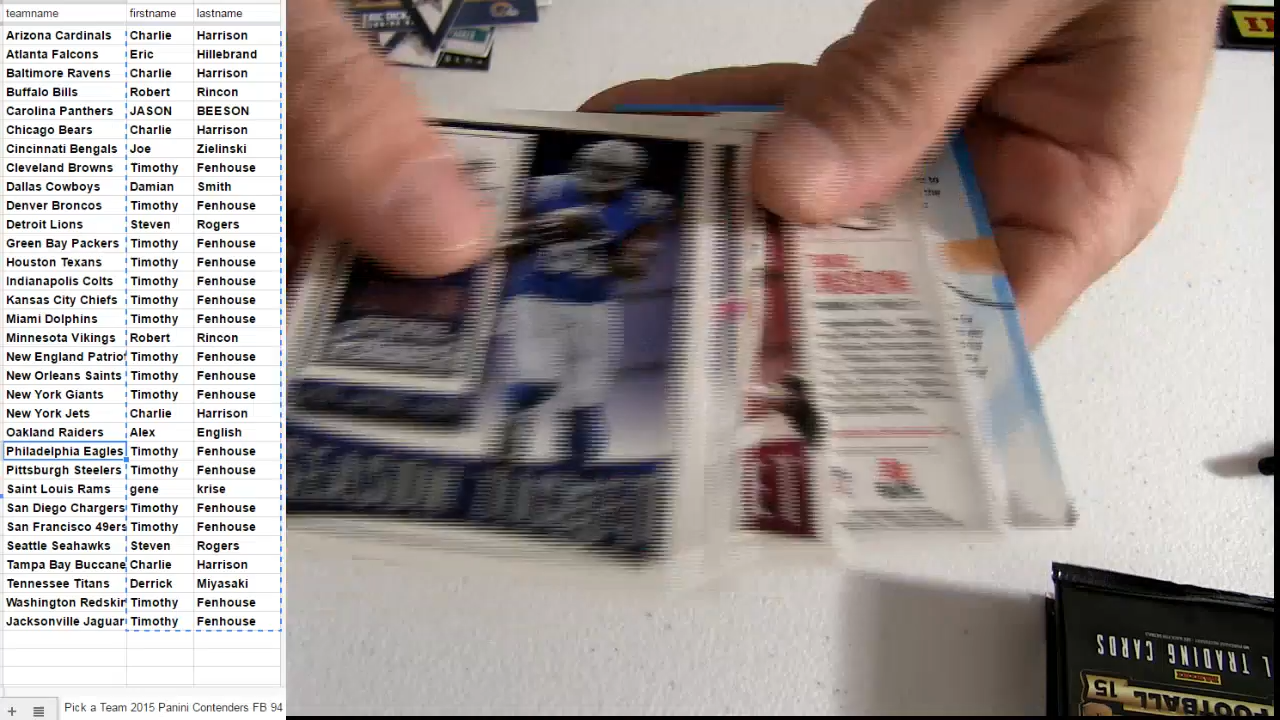 teamname firstname lastname
Arizona Cardinals Charlie Harrison
Atlanta Falcons Eric Hillebrand
Baltimore Ravens Charlie Harrison
Buffalo Bills Robert Rincon
Carolina Panthers JASON BEESON
Chicago Bears Charlie Harrison
Cincinnati Bengals Joe Zielinski
Cleveland Browns Timothy Fenhouse
Dallas Cowboys Damian Smith
Denver Broncos Timothy Fenhouse
Detroit Lions Steven Rogers
Green Bay Packers Timothy Fenhouse
Houston Texans Timothy Fenhouse
Indianapolis Colts Timothy Fenhouse
Kansas City Chiefs Timothy Fenhouse
Miami Dolphins Timothy Fenhouse
Minnesota Vikings Robert Rincon
New England Patriot Timothy Fenhouse
New Orleans Saints Timothy Fenhouse
New York Giants Timothy Fenhouse
New York Jets Charlie Harrison
Oakland Raiders Alex English
Philadelphia Eagles Timothy Fenhouse
Pittsburgh Steelers Timothy Fenhouse
Saint Louis Rams gene krise
San Diego Chargers Timothy Fenhouse
San Francisco 49ers Timothy Fenhouse
Seattle Seahawks Steven Rogers
Tampa Bay Buccane Charlie Harrison
Tennessee Titans Derrick Miyasaki
Washington Redskin Timothy Fenhouse
Jacksonville Jaguar Timothy Fenhouse
Pick a Team 2015 Panini Contenders FB 94
ERIC DICK
L TRADING CARDS
FOOTBALL
15